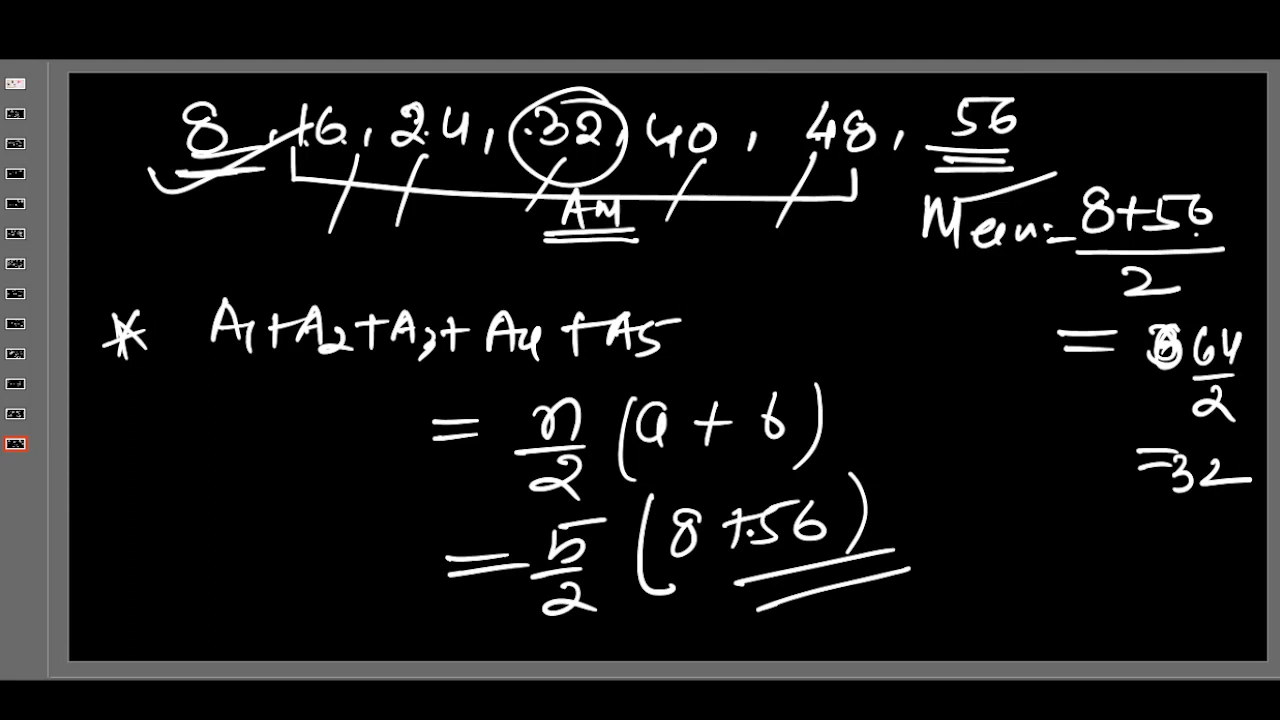 8, 16, 24, 32, 40, 48, 56
AM
Mean = 8+56/2
= 64/2
= 32
* A1+A2+A3+A4+A5
= n/2 (a+b)
= 5/2 (8+56)